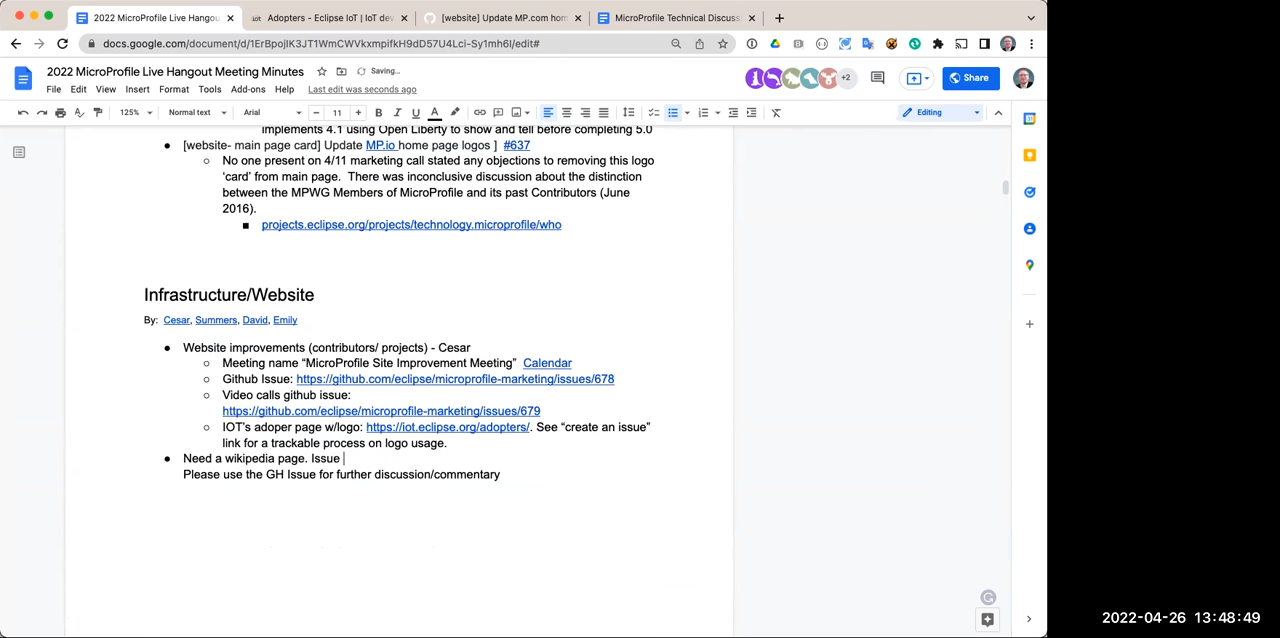 2022 MicroProfile Live Hangou
Adopters - Eclipse IoT | IoT dev
[website] Update MP.com hom
MicroProfile Technical Discuss
docs.google.com/document/d/1ErBpojIK3JT1WmCWVkxmpifkH9dD57U4Lci-Sy1mh6I/edit#
2022 MicroProfile Live Hangout Meeting Minutes
Saving...
+2
Share
File Edit View Insert Format Tools Add-ons Help Last edit was seconds ago
125% Normal text Arial 11 Editing
implements 4.1 using Open Liberty to show and tell before completing 5.0
[website- main page card] Update MP.io home page logos ] #637
No one present on 4/11 marketing call stated any objections to removing this logo
'card' from main page. There was inconclusive discussion about the distinction
between the MPWG Members of MicroProfile and its past Contributors (June
2016).
projects.eclipse.org/projects/technology.microprofile/who
Infrastructure/Website
By: Cesar, Summers, David, Emily
Website improvements (contributors/ projects) - Cesar
Meeting name “MicroProfile Site Improvement Meeting” Calendar
Github Issue: https://github.com/eclipse/microprofile-marketing/issues/678
Video calls github issue:
https://github.com/eclipse/microprofile-marketing/issues/679
IOT’s adoper page w/logo: https://iot.eclipse.org/adopters/. See “create an issue”
link for a trackable process on logo usage.
Need a wikipedia page. Issue
Please use the GH Issue for further discussion/commentary
2022-04-26 13:48:49